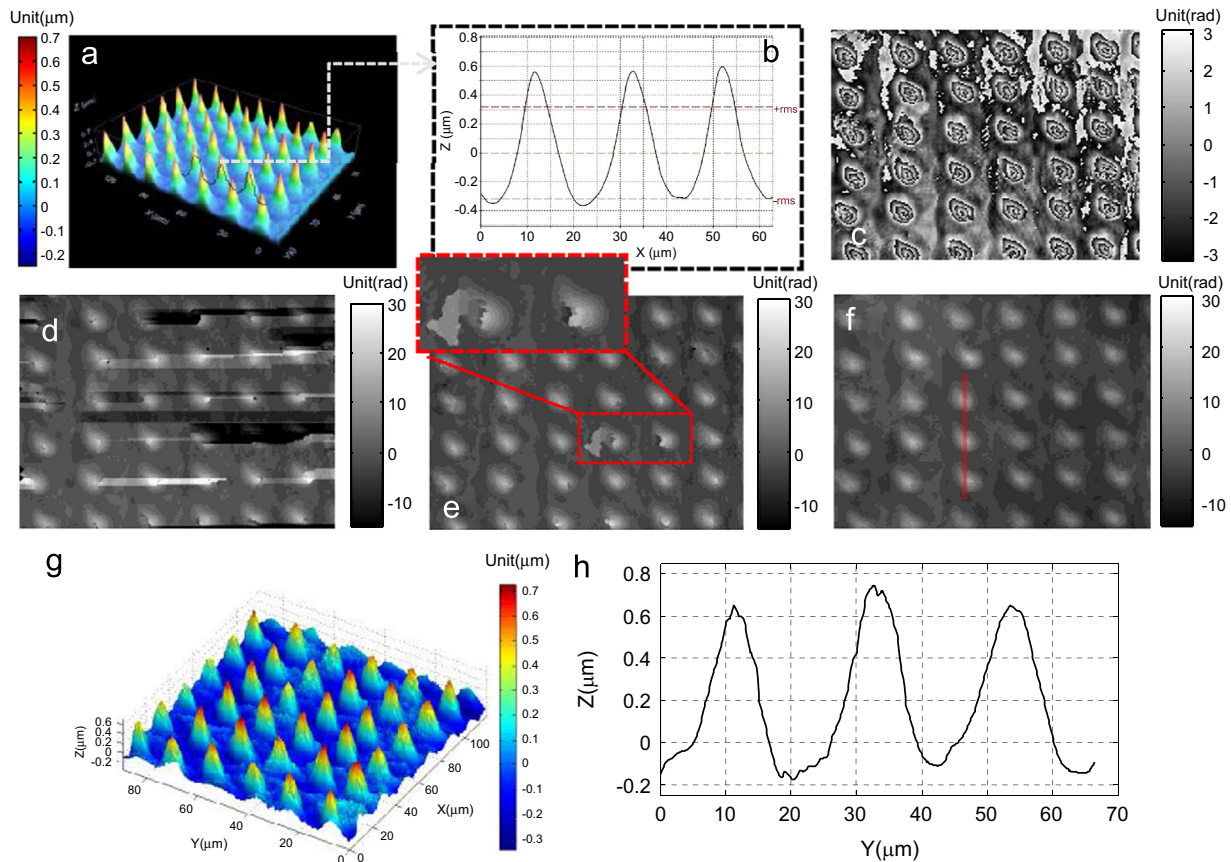 Unit(μm)
0.7
0.6
0.5
0.4
0.3
0.2
0.1
0
-0.1
-0.2
a
b
0.8
0.6
0.4
0.2
0
-0.2
-0.4
Z (μm)
+rms
-rms
0 10 20 30 40 50 60
X (μm)
Unit(rad)
3
2
1
0
-1
-2
-3
c
Unit(rad)
30
20
10
0
-10
d
Unit(rad)
30
20
10
0
-10
e
Unit(rad)
30
20
10
0
-10
f
g
Unit(μm)
0.7
0.6
0.5
0.4
0.3
0.2
0.1
0
-0.1
-0.2
-0.3
0.6
0.4
0.2
0
-0.2
Z(μm)
80
60
40
20
0
Y(μm)
0
20
40
60
80
100
X(μm)
h
0.8
0.6
0.4
0.2
0
-0.2
Z(μm)
0 10 20 30 40 50 60 70
Y(μm)